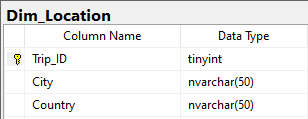 Dim_Location
Column Name Data Type
Trip_ID tinyint
City nvarchar(50)
Country nvarchar(50)